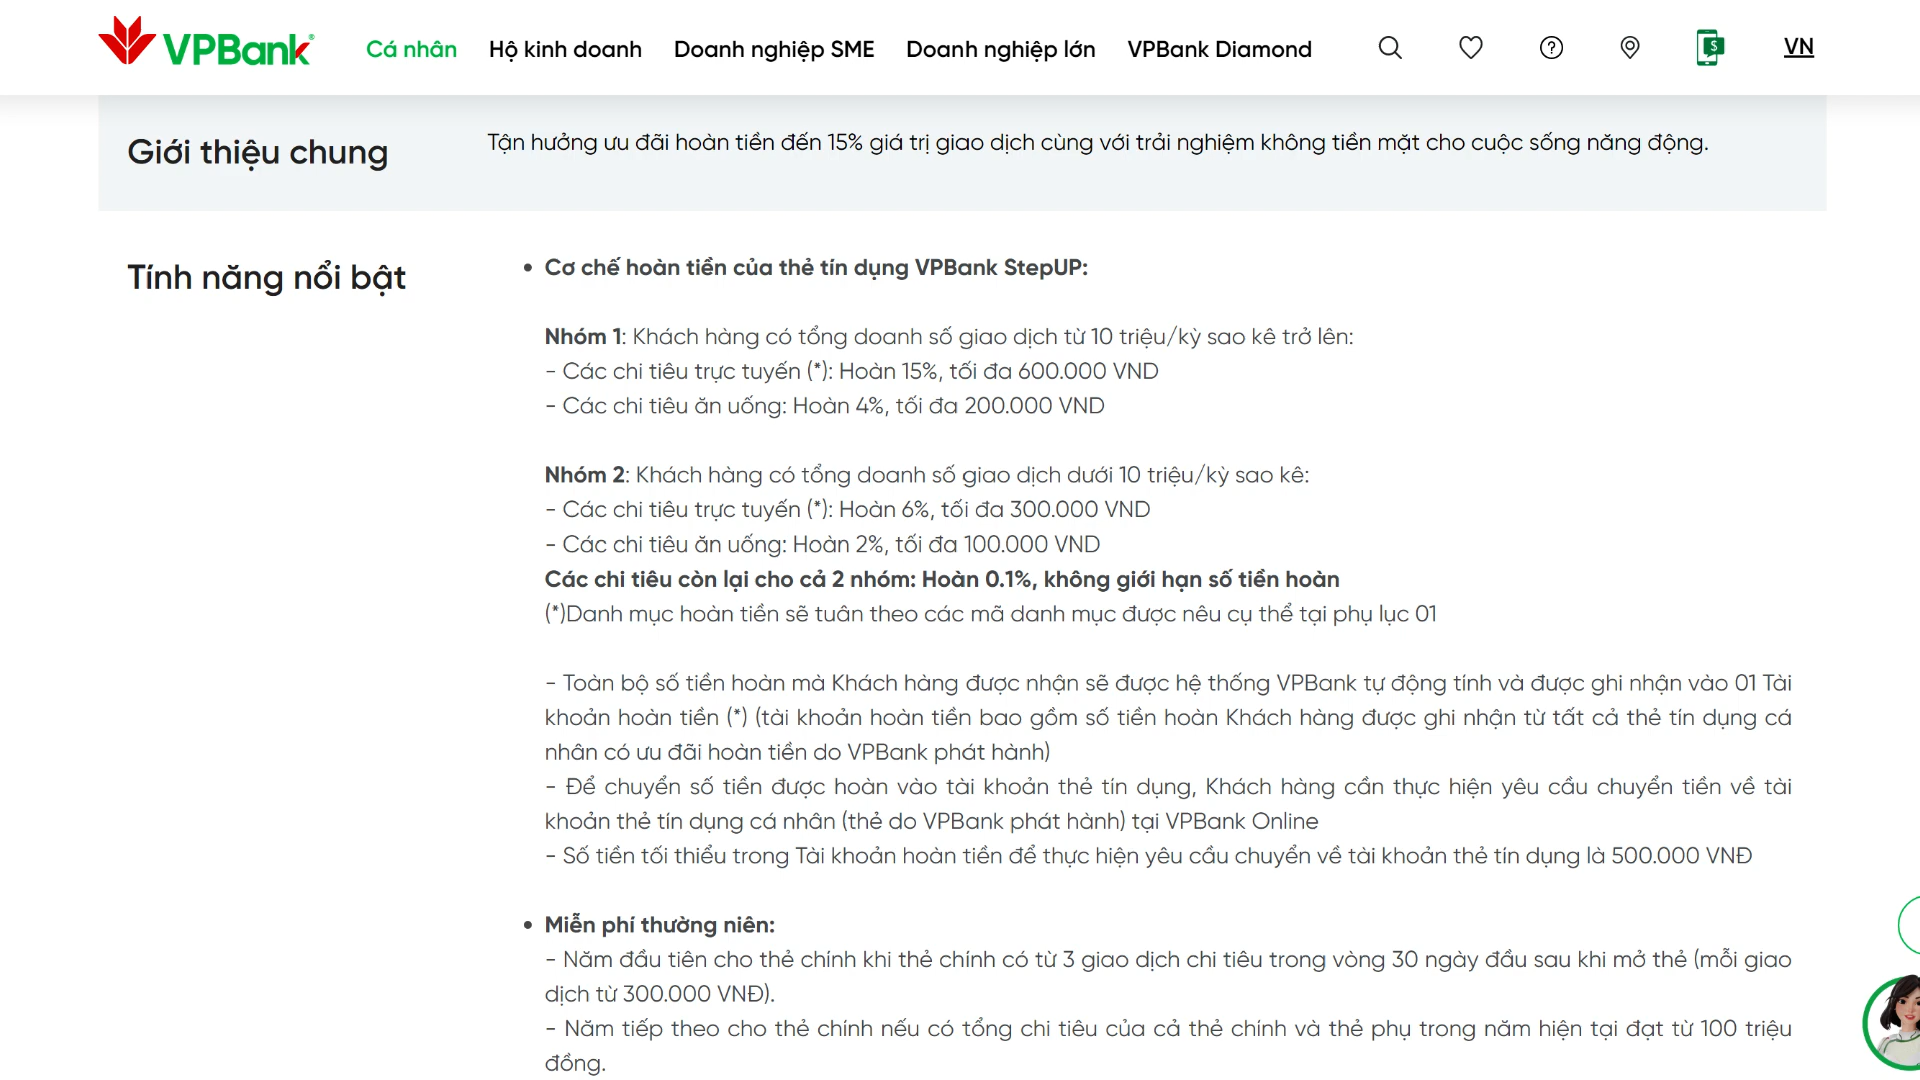 VPBank®
Cá nhân
Hộ kinh doanh
Doanh nghiệp SME
Doanh nghiệp lớn
VPBank Diamond
VN
Giới thiệu chung
Tận hưởng ưu đãi hoàn tiền đến 15% giá trị giao dịch cùng với trải nghiệm không tiền mặt cho cuộc sống năng động.
Tính năng nổi bật
• Cơ chế hoàn tiền của thẻ tín dụng VPBank StepUP:
Nhóm 1: Khách hàng có tổng doanh số giao dịch từ 10 triệu/kỳ sao kê trở lên:
- Các chi tiêu trực tuyến (*): Hoàn 15%, tối đa 600.000 VND
- Các chi tiêu ăn uống: Hoàn 4%, tối đa 200.000 VND
Nhóm 2: Khách hàng có tổng doanh số giao dịch dưới 10 triệu/kỳ sao kê:
- Các chi tiêu trực tuyến (*): Hoàn 6%, tối đa 300.000 VND
- Các chi tiêu ăn uống: Hoàn 2%, tối đa 100.000 VND
Các chi tiêu còn lại cho cả 2 nhóm: Hoàn 0.1%, không giới hạn số tiền hoàn
(*)Danh mục hoàn tiền sẽ tuân theo các mã danh mục được nêu cụ thể tại phụ lục 01
- Toàn bộ số tiền hoàn mà Khách hàng được nhận sẽ được hệ thống VPBank tự động tính và được ghi nhận vào 01 Tài
khoản hoàn tiền (*) (tài khoản hoàn tiền bao gồm số tiền hoàn Khách hàng được ghi nhận từ tất cả thẻ tín dụng cá
nhân có ưu đãi hoàn tiền do VPBank phát hành)
- Để chuyển số tiền được hoàn vào tài khoản thẻ tín dụng, Khách hàng cần thực hiện yêu cầu chuyển tiền về tài
khoản thẻ tín dụng cá nhân (thẻ do VPBank phát hành) tại VPBank Online
- Số tiền tối thiểu trong Tài khoản hoàn tiền để thực hiện yêu cầu chuyển về tài khoản thẻ tín dụng là 500.000 VNĐ
• Miễn phí thường niên:
- Năm đầu tiên cho thẻ chính khi thẻ chính có từ 3 giao dịch chi tiêu trong vòng 30 ngày đầu sau khi mở thẻ (mỗi giao
dịch từ 300.000 VNĐ).
- Năm tiếp theo cho thẻ chính nếu có tổng chi tiêu của cả thẻ chính và thẻ phụ trong năm hiện tại đạt từ 100 triệu
đồng.